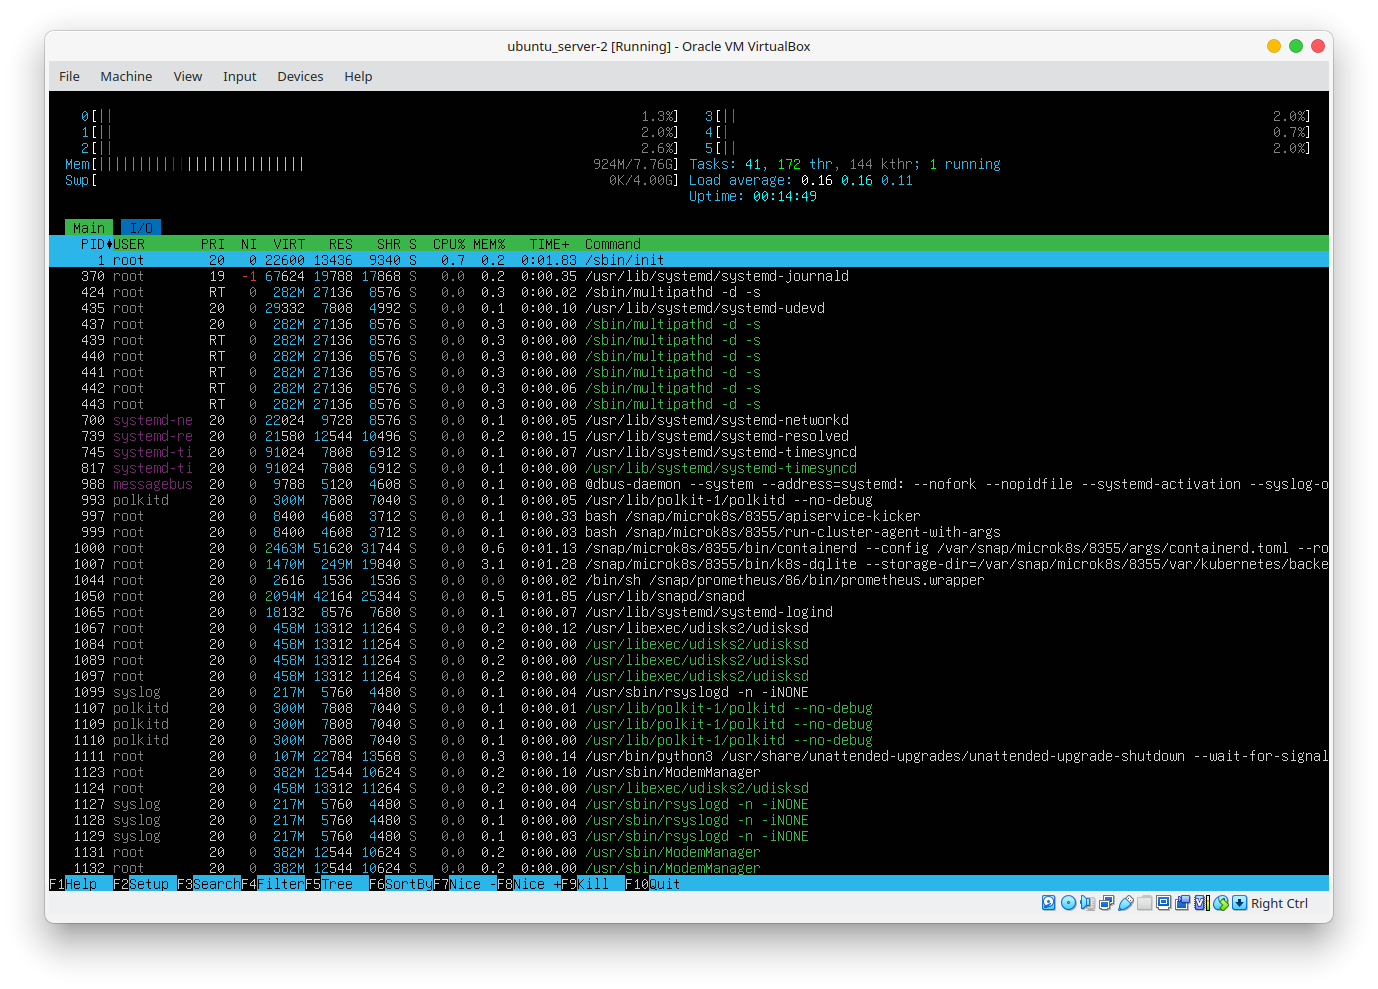 ubuntu_server-2 [Running] - Oracle VM VirtualBox
File Machine View Input Devices Help
0[|| 1.3%] 3[|| 2.0%]
1[|| 2.0%] 4[| 0.7%]
2[|| 2.6%] 5[|| 2.0%]
Mem[|||||||||||||||||||||||||| 924M/7.76G] Tasks: 41, 172 thr, 144 kthr; 1 running
Swp[ 0K/4.00G] Load average: 0.16 0.16 0.11
Uptime: 00:14:49
Main I/O
PID♦USER PRI NI VIRT RES SHR S CPU% MEM% TIME+ Command
1 root 20 0 22600 13436 9340 S 0.7 0.2 0:01.83 /sbin/init
370 root 19 -1 67624 19788 17868 S 0.0 0.2 0:00.35 /usr/lib/systemd/systemd-journald
424 root RT 0 282M 27136 8576 S 0.0 0.3 0:00.02 /sbin/multipathd -d -s
435 root 20 0 29332 7808 4992 S 0.0 0.1 0:00.10 /usr/lib/systemd/systemd-udevd
437 root 20 0 282M 27136 8576 S 0.0 0.3 0:00.00 /sbin/multipathd -d -s
439 root RT 0 282M 27136 8576 S 0.0 0.3 0:00.00 /sbin/multipathd -d -s
440 root RT 0 282M 27136 8576 S 0.0 0.3 0:00.00 /sbin/multipathd -d -s
441 root RT 0 282M 27136 8576 S 0.0 0.3 0:00.00 /sbin/multipathd -d -s
442 root RT 0 282M 27136 8576 S 0.0 0.3 0:00.06 /sbin/multipathd -d -s
443 root RT 0 282M 27136 8576 S 0.0 0.3 0:00.00 /sbin/multipathd -d -s
700 systemd-ne 20 0 22024 9728 8576 S 0.0 0.1 0:00.05 /usr/lib/systemd/systemd-networkd
739 systemd-re 20 0 21580 12544 10496 S 0.0 0.2 0:00.15 /usr/lib/systemd/systemd-resolved
745 systemd-ti 20 0 91024 7808 6912 S 0.0 0.1 0:00.07 /usr/lib/systemd/systemd-timesyncd
817 systemd-ti 20 0 91024 7808 6912 S 0.0 0.1 0:00.00 /usr/lib/systemd/systemd-timesyncd
988 messagebus 20 0 9788 5120 4608 S 0.0 0.1 0:00.08 @dbus-daemon --system --address=systemd: --nofork --nopidfile --systemd-activation --syslog-o
993 polkitd 20 0 300M 7808 7040 S 0.0 0.1 0:00.05 /usr/lib/polkit-1/polkitd --no-debug
997 root 20 0 8400 4608 3712 S 0.0 0.1 0:00.33 bash /snap/microk8s/8355/apiservice-kicker
999 root 20 0 8400 4608 3712 S 0.0 0.1 0:00.03 bash /snap/microk8s/8355/run-cluster-agent-with-args
1000 root 20 0 2463M 51620 31744 S 0.0 0.6 0:01.13 /snap/microk8s/8355/bin/containerd --config /var/snap/microk8s/8355/args/containerd.toml --ro
1007 root 20 0 1470M 249M 19840 S 0.0 3.1 0:01.28 /snap/microk8s/8355/bin/k8s-dqlite --storage-dir=/var/snap/microk8s/8355/var/kubernetes/backe
1044 root 20 0 2616 1536 1536 S 0.0 0.0 0:00.02 /bin/sh /snap/prometheus/86/bin/prometheus.wrapper
1050 root 20 0 2094M 42164 25344 S 0.0 0.5 0:01.85 /usr/lib/snapd/snapd
1065 root 20 0 18132 8576 7680 S 0.0 0.1 0:00.07 /usr/lib/systemd/systemd-logind
1067 root 20 0 458M 13312 11264 S 0.0 0.2 0:00.12 /usr/libexec/udisks2/udisksd
1084 root 20 0 458M 13312 11264 S 0.0 0.2 0:00.00 /usr/libexec/udisks2/udisksd
1089 root 20 0 458M 13312 11264 S 0.0 0.2 0:00.00 /usr/libexec/udisks2/udisksd
1097 root 20 0 458M 13312 11264 S 0.0 0.2 0:00.00 /usr/libexec/udisks2/udisksd
1099 syslog 20 0 217M 5760 4480 S 0.0 0.1 0:00.04 /usr/sbin/rsyslogd -n -iNONE
1107 polkitd 20 0 300M 7808 7040 S 0.0 0.1 0:00.01 /usr/lib/polkit-1/polkitd --no-debug
1109 polkitd 20 0 300M 7808 7040 S 0.0 0.1 0:00.00 /usr/lib/polkit-1/polkitd --no-debug
1110 polkitd 20 0 300M 7808 7040 S 0.0 0.1 0:00.00 /usr/lib/polkit-1/polkitd --no-debug
1111 root 20 0 107M 22784 13568 S 0.0 0.3 0:00.14 /usr/bin/python3 /usr/share/unattended-upgrades/unattended-upgrade-shutdown --wait-for-signal
1123 root 20 0 382M 12544 10624 S 0.0 0.2 0:00.10 /usr/sbin/ModemManager
1124 root 20 0 458M 13312 11264 S 0.0 0.2 0:00.00 /usr/libexec/udisks2/udisksd
1127 syslog 20 0 217M 5760 4480 S 0.0 0.1 0:00.04 /usr/sbin/rsyslogd -n -iNONE
1128 syslog 20 0 217M 5760 4480 S 0.0 0.1 0:00.00 /usr/sbin/rsyslogd -n -iNONE
1129 syslog 20 0 217M 5760 4480 S 0.0 0.1 0:00.03 /usr/sbin/rsyslogd -n -iNONE
1131 root 20 0 382M 12544 10624 S 0.0 0.2 0:00.00 /usr/sbin/ModemManager
1132 root 20 0 382M 12544 10624 S 0.0 0.2 0:00.00 /usr/sbin/ModemManager
F1Help F2Setup F3SearchF4FilterF5Tree F6SortByF7Nice -F8Nice +F9Kill F10Quit
Right Ctrl